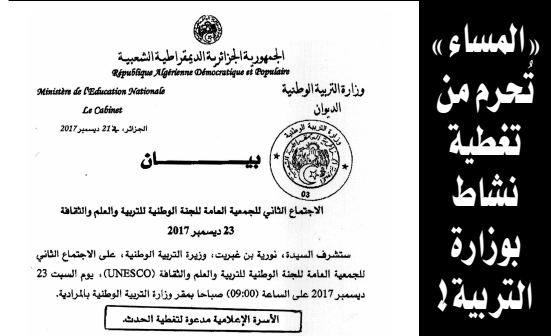 « المساء »
تُحرم من
تغطية
نشاط
بوزارة
التربية !
الجمهورية الجزائرية الديمقراطية الشعبية
République Algérienne Démocratique et Populaire
Ministère de l'Education Nationale
وزارة التربية الوطنية
Le Cabinet
الديوان
الجزائر، في 21 ديسمبر 2017
وزارة التربية الوطنية
03
بيــــــــان
الاجتماع الثاني للجمعية العامة للجنة الوطنية للتربية والعلم والثقافة
23 ديسمبر 2017
ستشرف السيدة، نورية بن غبريت، وزيرة التربية الوطنية، على الاجتماع الثاني
للجمعية العامة للجنة الوطنية للتربية والعلم والثقافة (UNESCO)، يوم السبت 23
ديسمبر 2017 على الساعة (09:00) صباحا بمقر وزارة التربية الوطنية بالمرادية.
الأسرة الإعلامية مدعوة لتغطية الحدث.